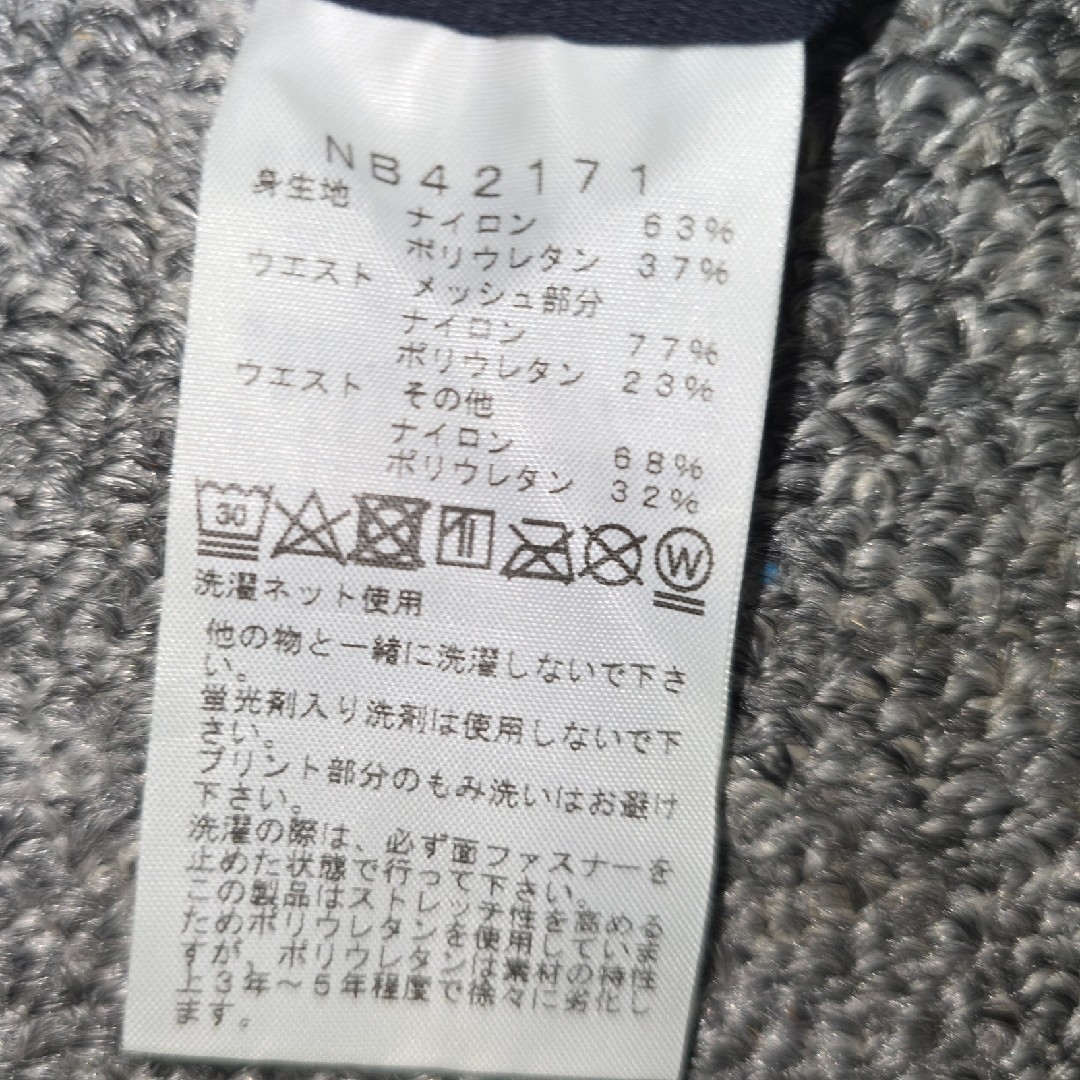 NB42171
身生地 ナイロン 63%
ポリウレタン 37%
ウエスト メッシュ部分
ナイロン 77%
ポリウレタン 23%
ウエスト その他
ナイロン 68%
ポリウレタン 32%
30 W
洗濯ネット使用
他の物と一緒に洗濯しないで下さ
い。
蛍光剤入り洗剤は使用しないで下
さい。
プリント部分のもみ洗いはお避け
下さい。
洗濯の際は、必ず面ファスナーを
止めた状態で行って下さい。
この製品はストレッチ性を高める
ためポリウレタンを使用していま
すが、ポリウレタンは素材の特性
上3年～5年程度で徐々に劣化し
ます。